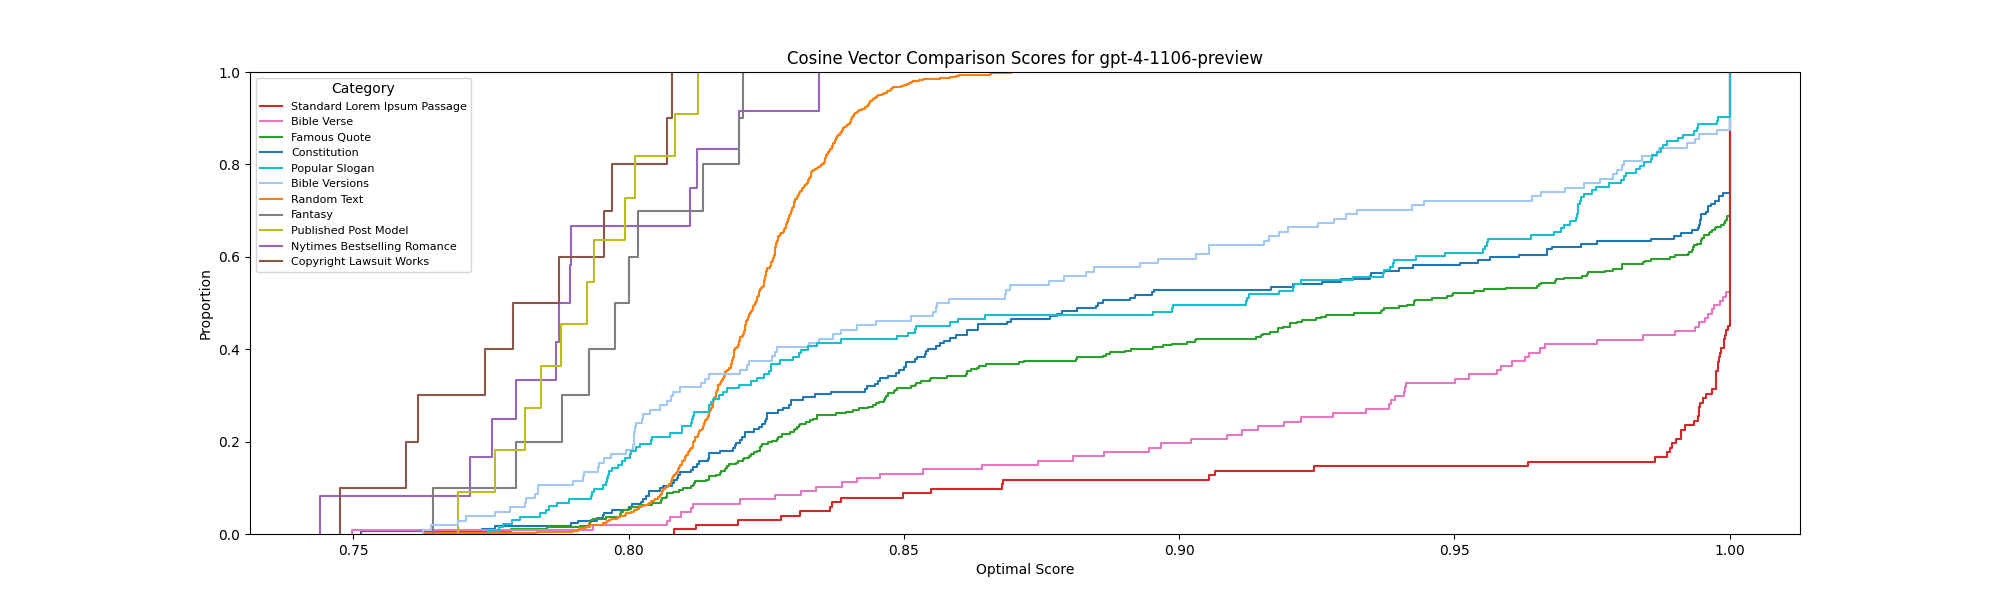 Cosine Vector Comparison Scores for gpt-4-1106-preview
1.0
0.8
0.6
0.4
0.2
0.0
Proportion
Category
Standard Lorem Ipsum Passage
Bible Verse
Famous Quote
Constitution
Popular Slogan
Bible Versions
Random Text
Fantasy
Published Post Model
Nytimes Bestselling Romance
Copyright Lawsuit Works
0.75 0.80 0.85 0.90 0.95 1.00
Optimal Score